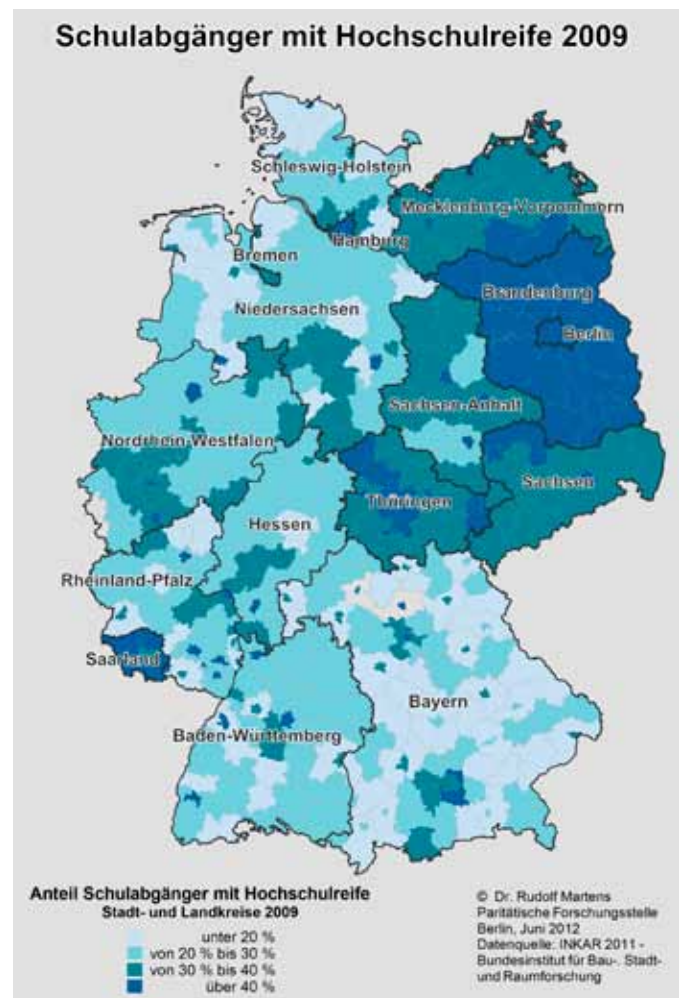 Schulabgänger mit Hochschulreife 2009
Schleswig-Holstein
Mecklenburg-Vorpommern
Hamburg
Bremen
Brandenburg
Niedersachsen
Berlin
Sachsen-Anhalt
Nordrhein-Westfalen
Sachsen
Thüringen
Hessen
Rheinland-Pfalz
Saarland
Bayern
Baden-Württemberg
Anteil Schulabgänger mit Hochschulreife
Stadt- und Landkreise 2009
unter 20 %
von 20 % bis 30 %
von 30 % bis 40 %
über 40 %
© Dr. Rudolf Martens
Paritätische Forschungsstelle
Berlin, Juni 2012
Datenquelle: INKAR 2011 -
Bundesinstitut für Bau-, Stadt-
und Raumforschung